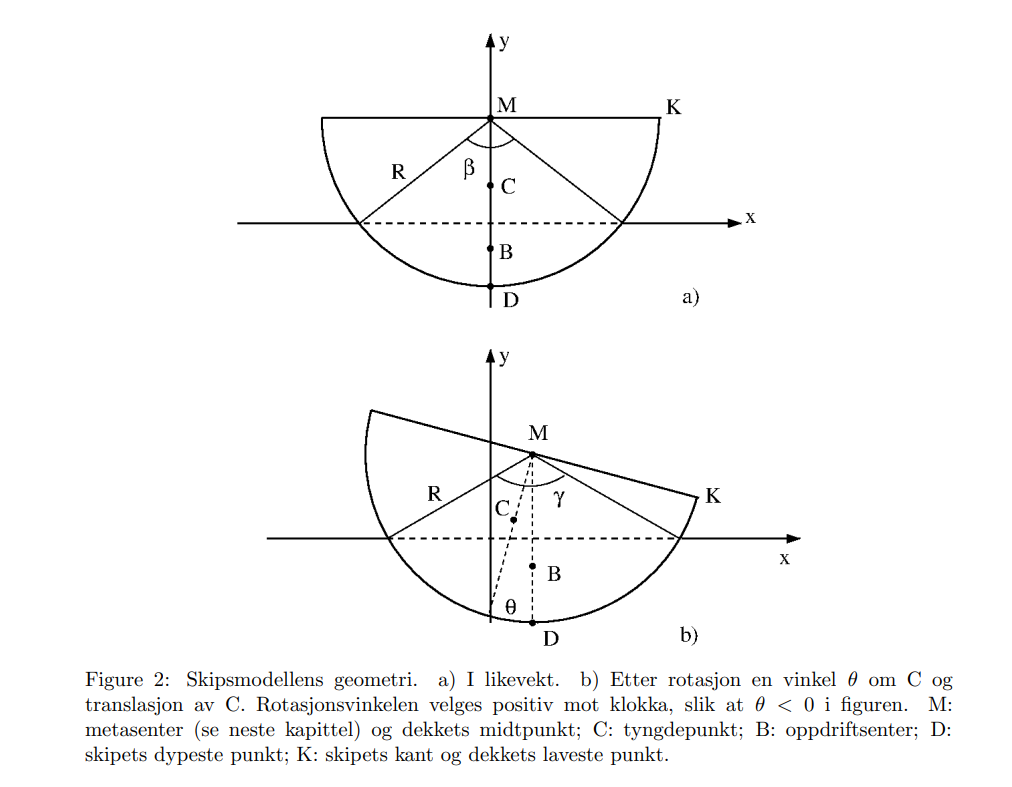 y
M
K
R
β
C
x
B
D
a)
y
M
R
γ
K
C
x
B
θ
D
b)
Figure 2: Skipsmodellens geometri. a) I likevekt. b) Etter rotasjon en vinkel θ om C og
translasjon av C. Rotasjonsvinkelen velges positiv mot klokka, slik at θ < 0 i figuren. M:
metasenter (se neste kapittel) og dekkets midtpunkt; C: tyngdepunkt; B: oppdriftsenter; D:
skipets dypeste punkt; K: skipets kant og dekkets laveste punkt.